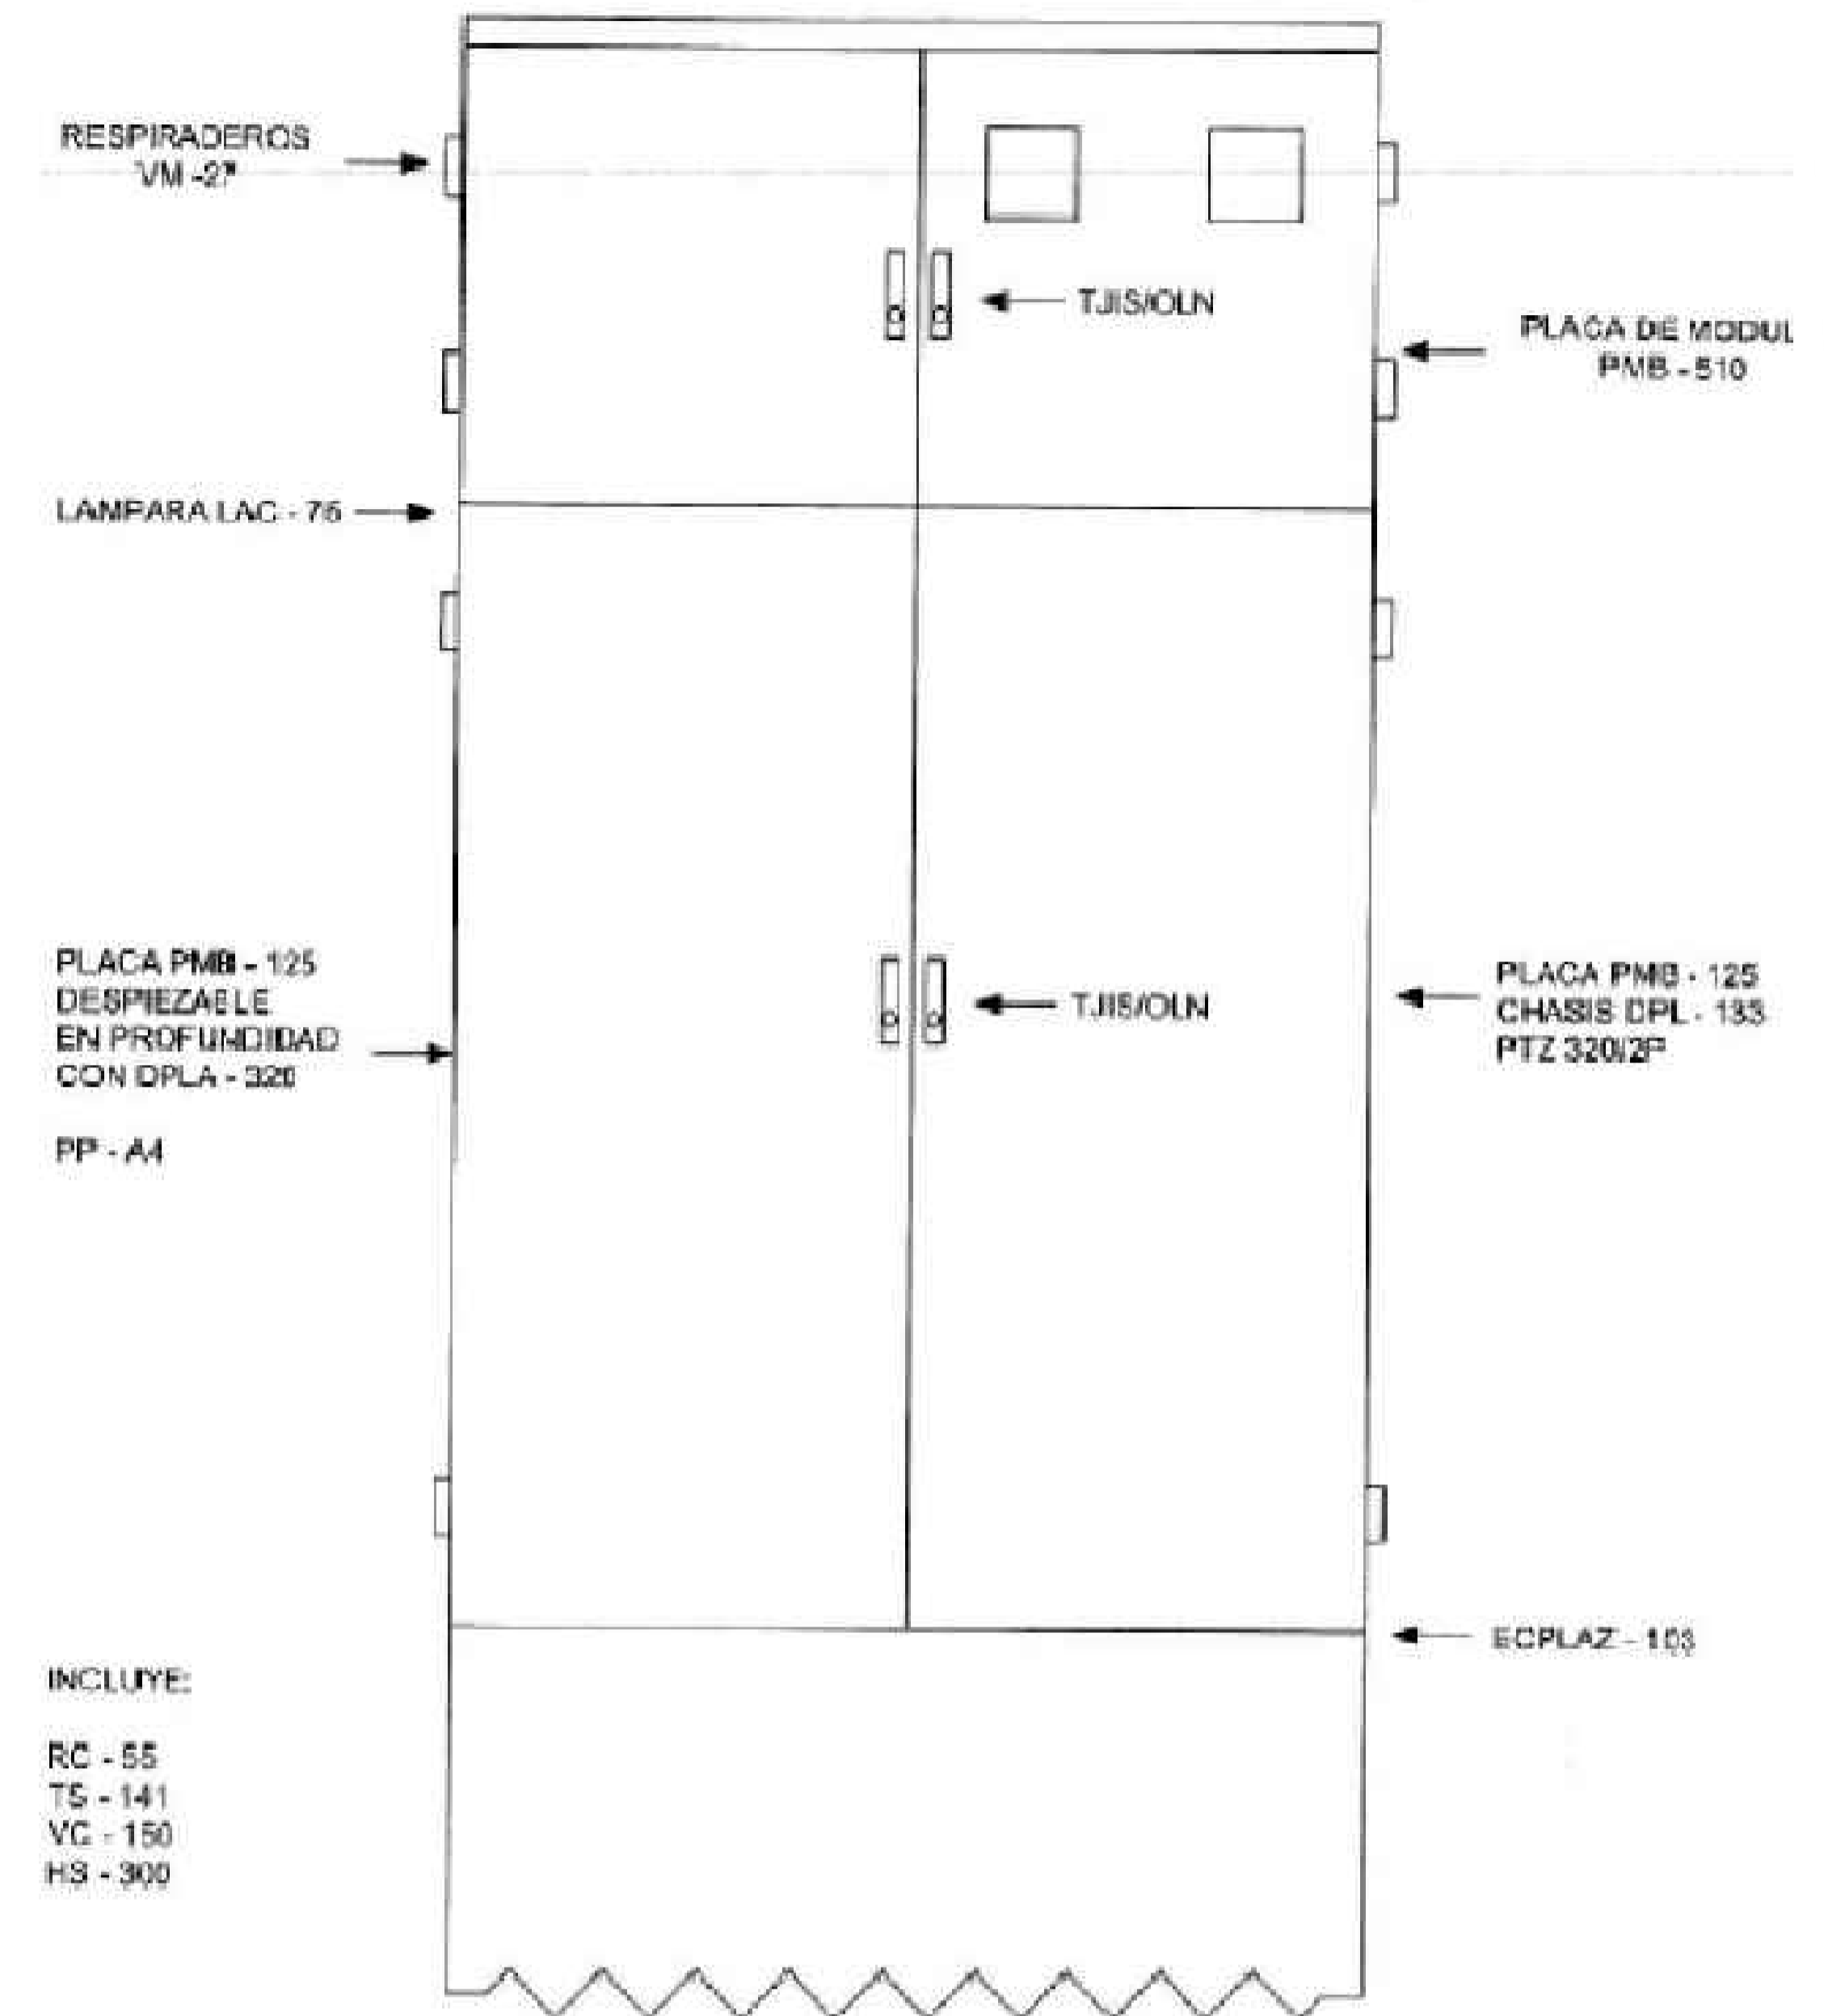 RESPIRADEROS
VM - 27
TJIS/OLN
PLACA DE MODUL
PMB - 510
LAMPARA LAC - 75
PLACA PMB - 125
DESPIEZABLE
EN PROFUNDIDAD
CON DPLA - 320
PP - A4
TJIS/OLN
PLACA PMB - 125
CHASIS DPL - 133
PTZ 320/2P
ECPLAZ - 103
INCLUYE:
RC - 55
TS - 141
VC - 150
HS - 300